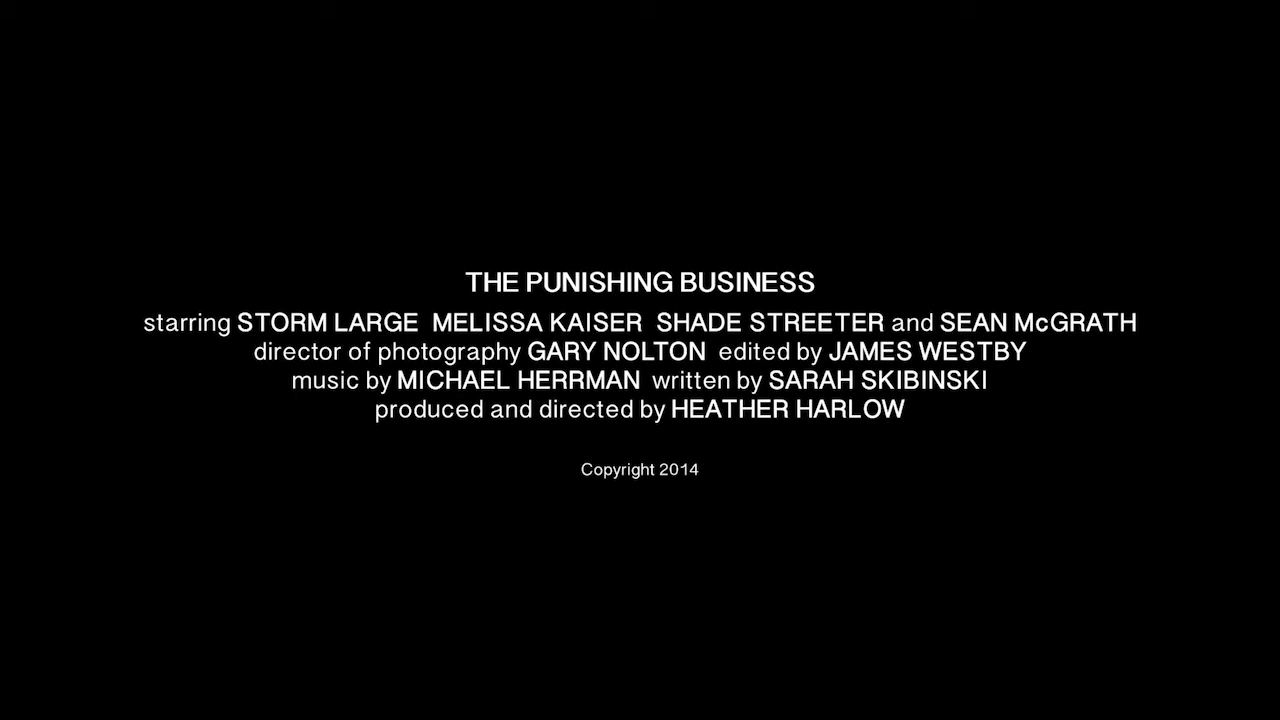 THE PUNISHING BUSINESS
starring STORM LARGE MELISSA KAISER SHADE STREETER and SEAN McGRATH
director of photography GARY NOLTON edited by JAMES WESTBY
music by MICHAEL HERRMAN written by SARAH SKIBINSKI
produced and directed by HEATHER HARLOW
Copyright 2014